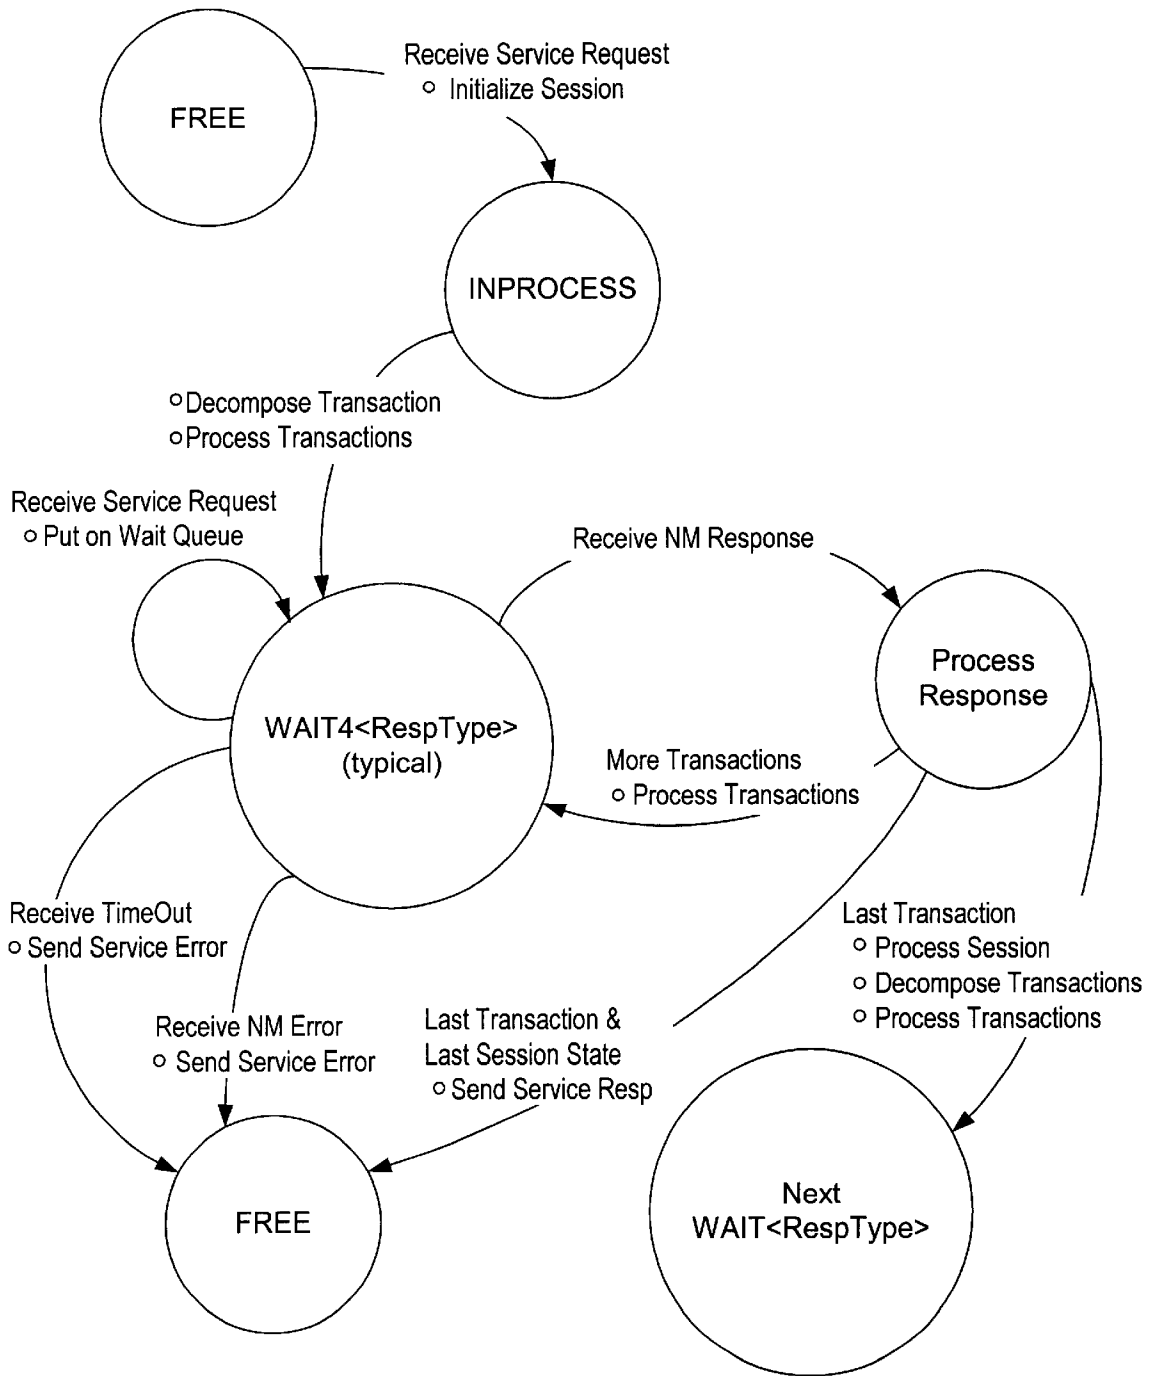 Receive Service Request
○ Initialize Session
FREE
INPROCESS
○ Decompose Transaction
○ Process Transactions
Receive Service Request
○ Put on Wait Queue
Receive NM Response
Process
Response
WAIT4<RespType>
(typical)
More Transactions
○ Process Transactions
Receive TimeOut
○ Send Service Error
Last Transaction
○ Process Session
○ Decompose Transactions
○ Process Transactions
Receive NM Error
○ Send Service Error
Last Transaction &
Last Session State
○ Send Service Resp
FREE
Next
WAIT<RespType>